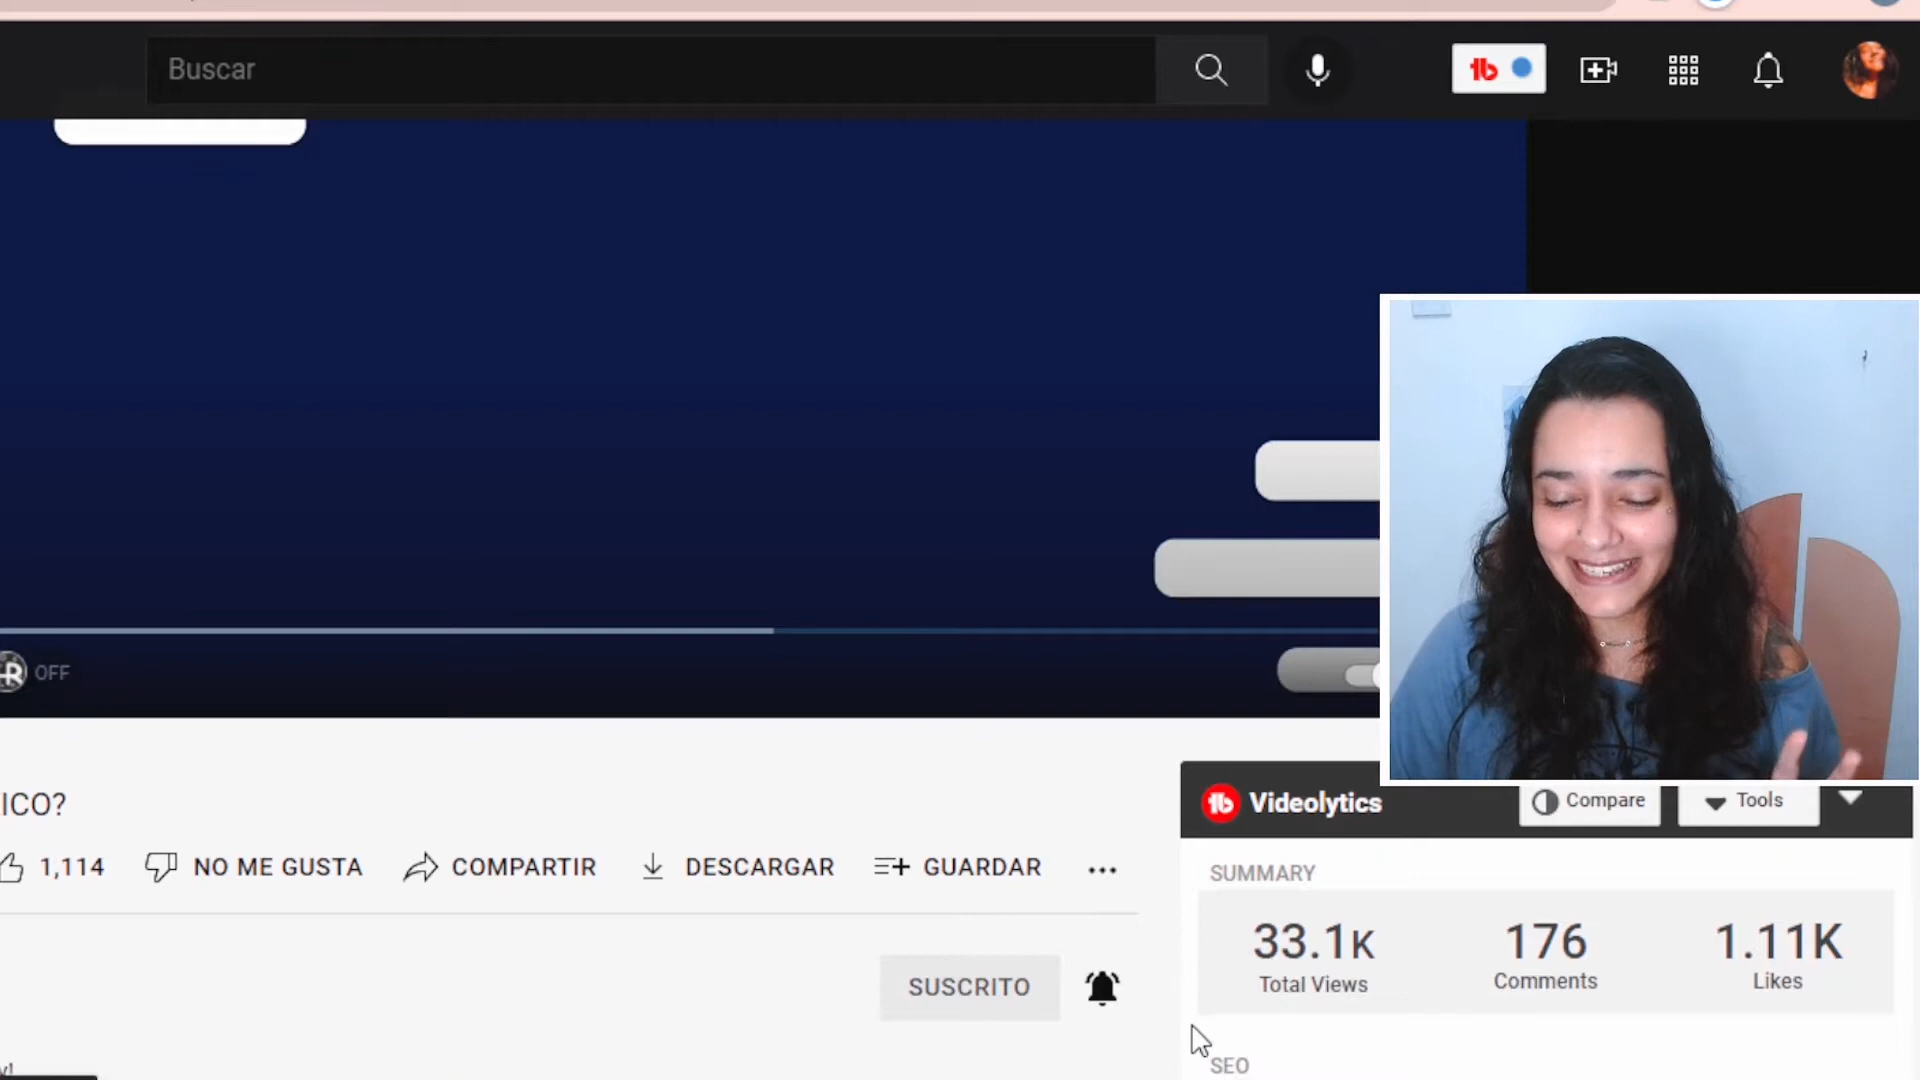 Buscar
OFF
ICO?
1,114 NO ME GUSTA COMPARTIR DESCARGAR GUARDAR
SUSCRITO
Videolytics
Compare
Tools
SUMMARY
33.1K 176 1.11K
Total Views Comments Likes
SEO